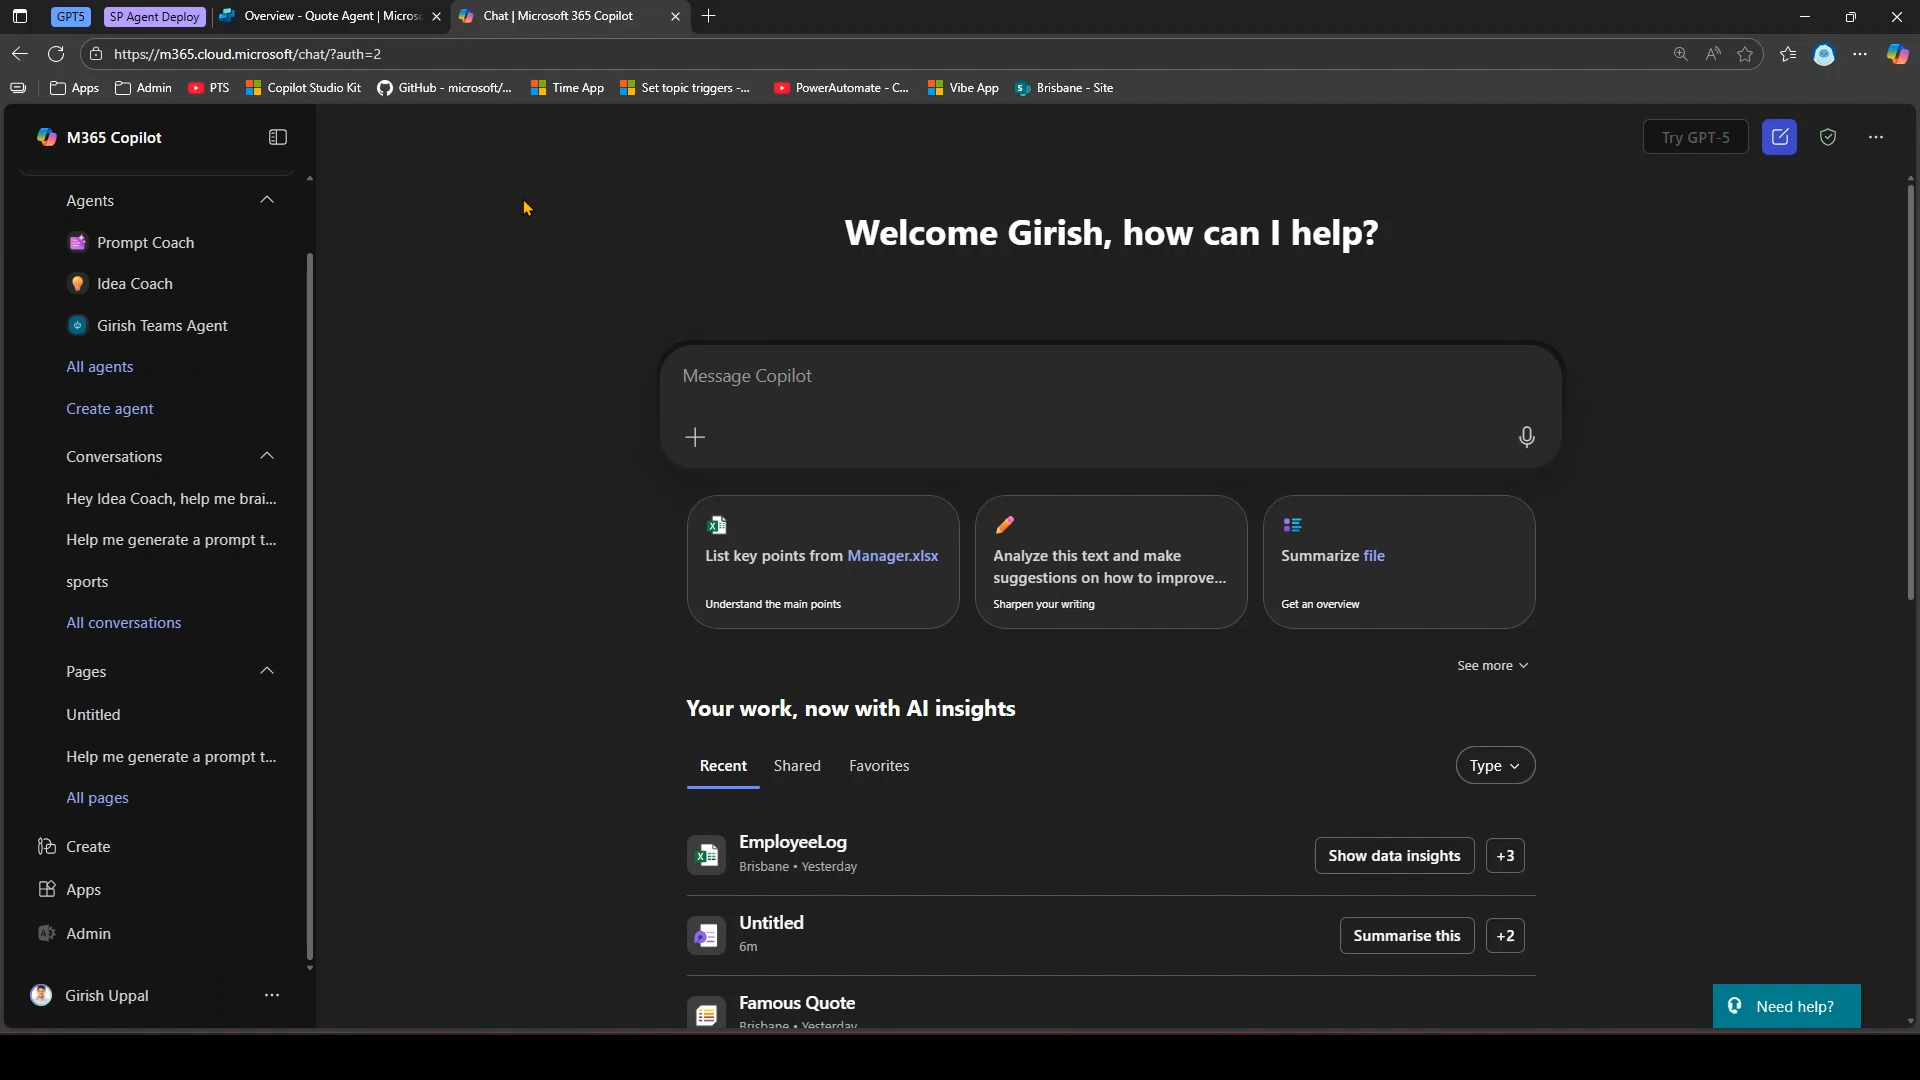 GPT5
SP Agent Deploy
Overview - Quote Agent | Micros
Chat | Microsoft 365 Copilot
https://m365.cloud.microsoft/chat/?auth=2
Apps
Admin
PTS
Copilot Studio Kit
GitHub - microsoft/...
Time App
Set topic triggers -...
PowerAutomate - C...
Vibe App
Brisbane - Site
M365 Copilot
Try GPT-5
Agents
Prompt Coach
Idea Coach
Girish Teams Agent
All agents
Create agent
Conversations
Hey Idea Coach, help me brai...
Help me generate a prompt t...
sports
All conversations
Pages
Untitled
Help me generate a prompt t...
All pages
Create
Apps
Admin
Girish Uppal
Welcome Girish, how can I help?
Message Copilot
List key points from Manager.xlsx
Understand the main points
Analyze this text and make
suggestions on how to improve...
Sharpen your writing
Summarize file
Get an overview
See more
Your work, now with AI insights
Recent
Shared
Favorites
Type
EmployeeLog
Brisbane • Yesterday
Show data insights
+3
Untitled
6m
Summarise this
+2
Famous Quote
Brisbane • Yesterday
Need help?